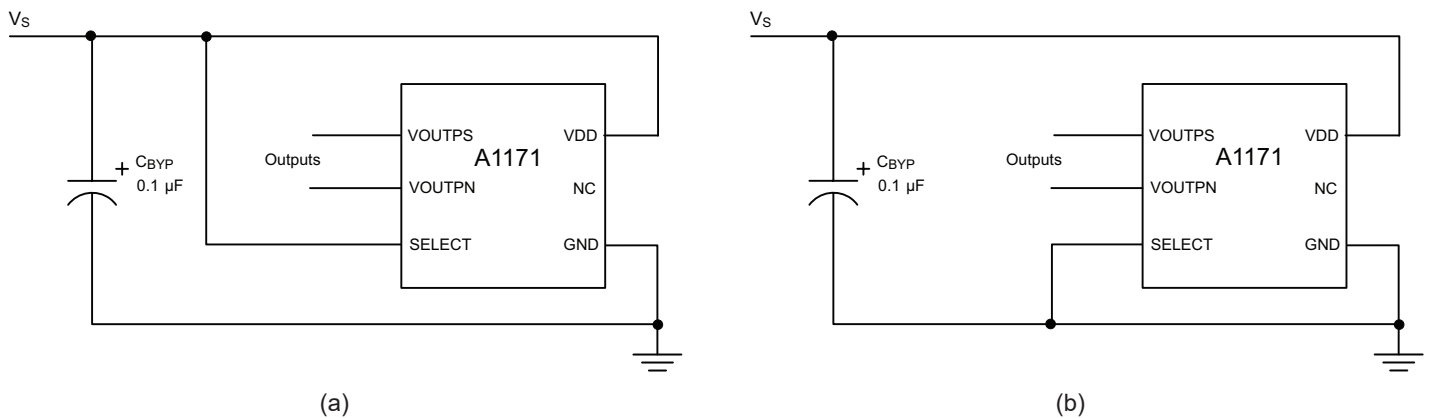 VS
VS
VOUTPS
VDD
A1171
Outputs
+ CBYP
0.1 µF
VOUTPN
NC
SELECT
GND
(a)
VOUTPS
VDD
A1171
Outputs
+ CBYP
0.1 µF
VOUTPN
NC
SELECT
GND
(b)